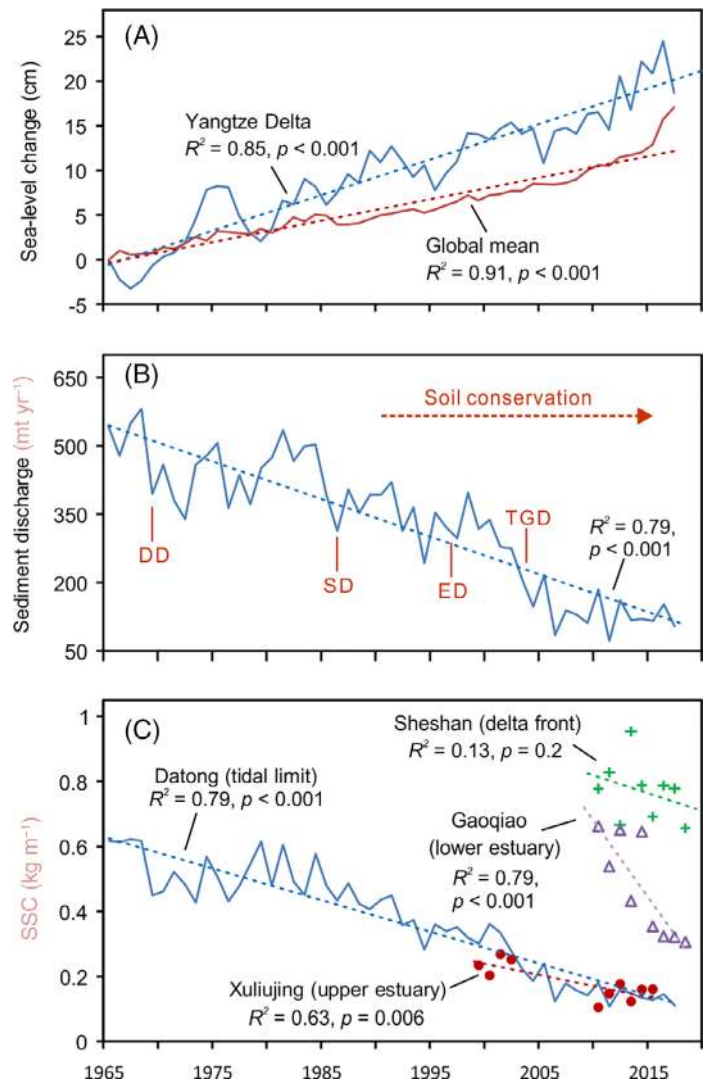 (A)
Sea-level change (cm)
25
20
15
10
5
0
-5
Yangtze Delta
R² = 0.85, p < 0.001
Global mean
R² = 0.91, p < 0.001
(B)
Sediment discharge (mt yr⁻¹)
650
500
350
200
50
Soil conservation
DD
SD
ED
TGD
R² = 0.79,
p < 0.001
(C)
SSC (kg m⁻¹)
1
0.8
0.6
0.4
0.2
0
Sheshan (delta front)
R² = 0.13, p = 0.2
Datong (tidal limit)
R² = 0.79, p < 0.001
Gaoqiao
(lower estuary)
R² = 0.79,
p < 0.001
Xuliujing (upper estuary)
R² = 0.63, p = 0.006
1965 1975 1985 1995 2005 2015